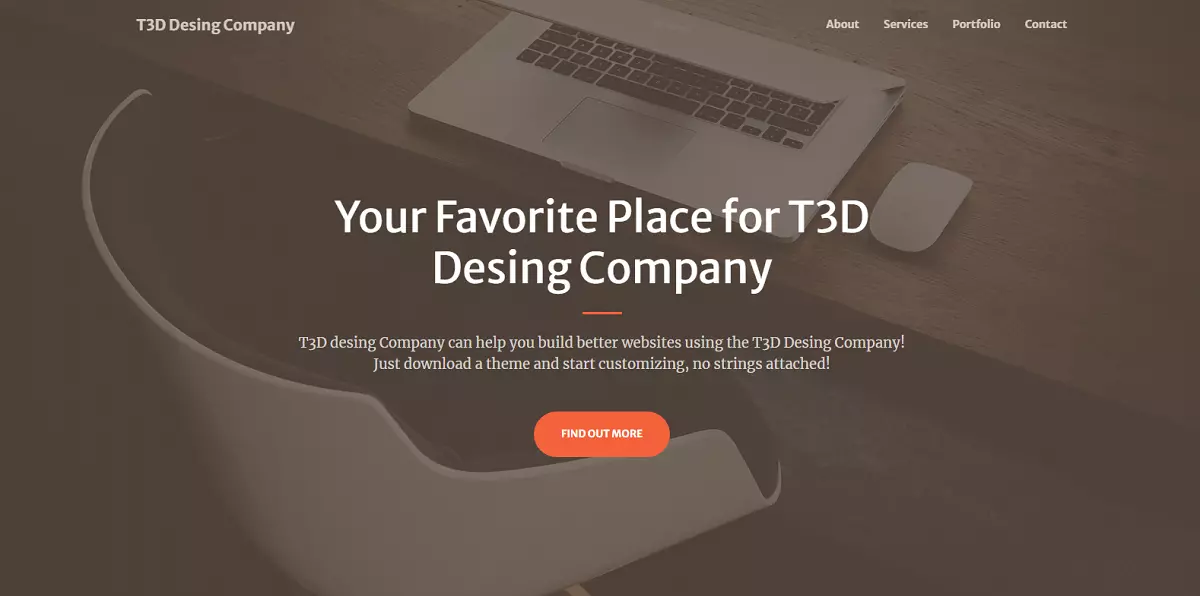 T3D Desing Company
About Services Portfolio Contact
Your Favorite Place for T3D
Desing Company
T3D desing Company can help you build better websites using the T3D Desing Company!
Just download a theme and start customizing, no strings attached!
FIND OUT MORE